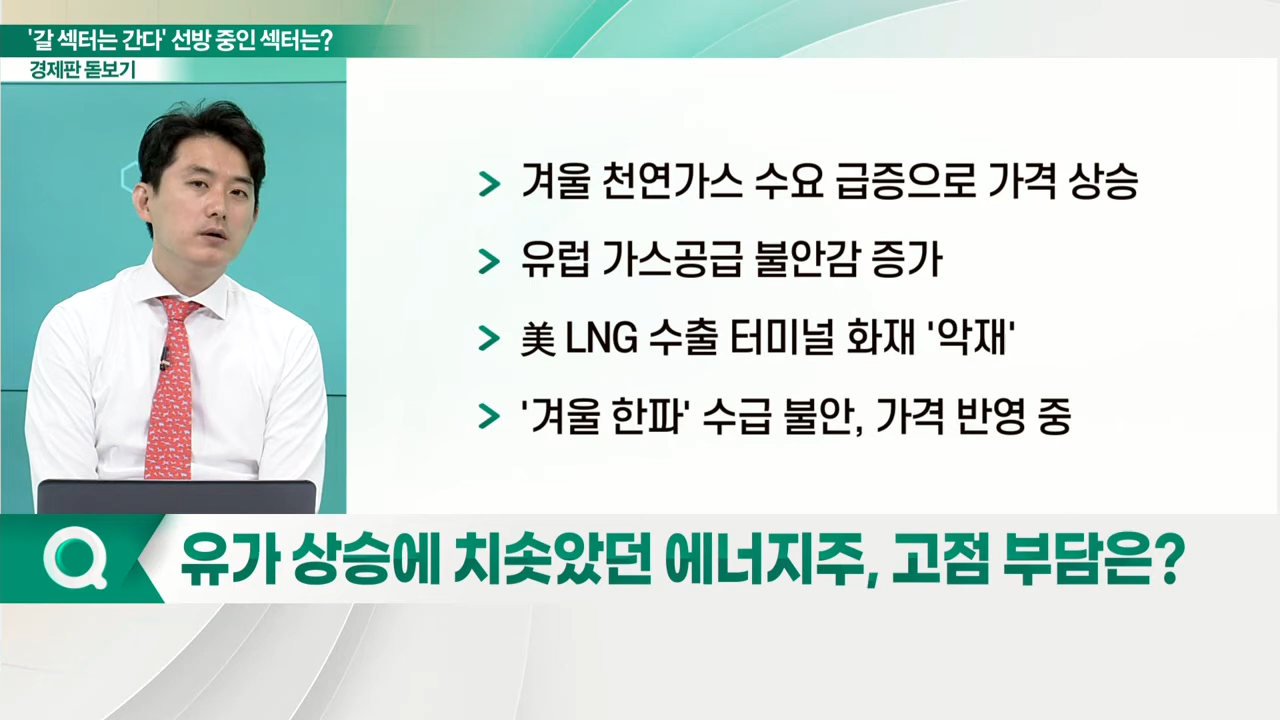 '갈 섹터는 간다' 선방 중인 섹터는?
경제판 돋보기
> 겨울 천연가스 수요 급증으로 가격 상승
> 유럽 가스공급 불안감 증가
> 美 LNG 수출 터미널 화재 '악재'
> '겨울 한파' 수급 불안, 가격 반영 중
Q 유가 상승에 치솟았던 에너지주, 고점 부담은?